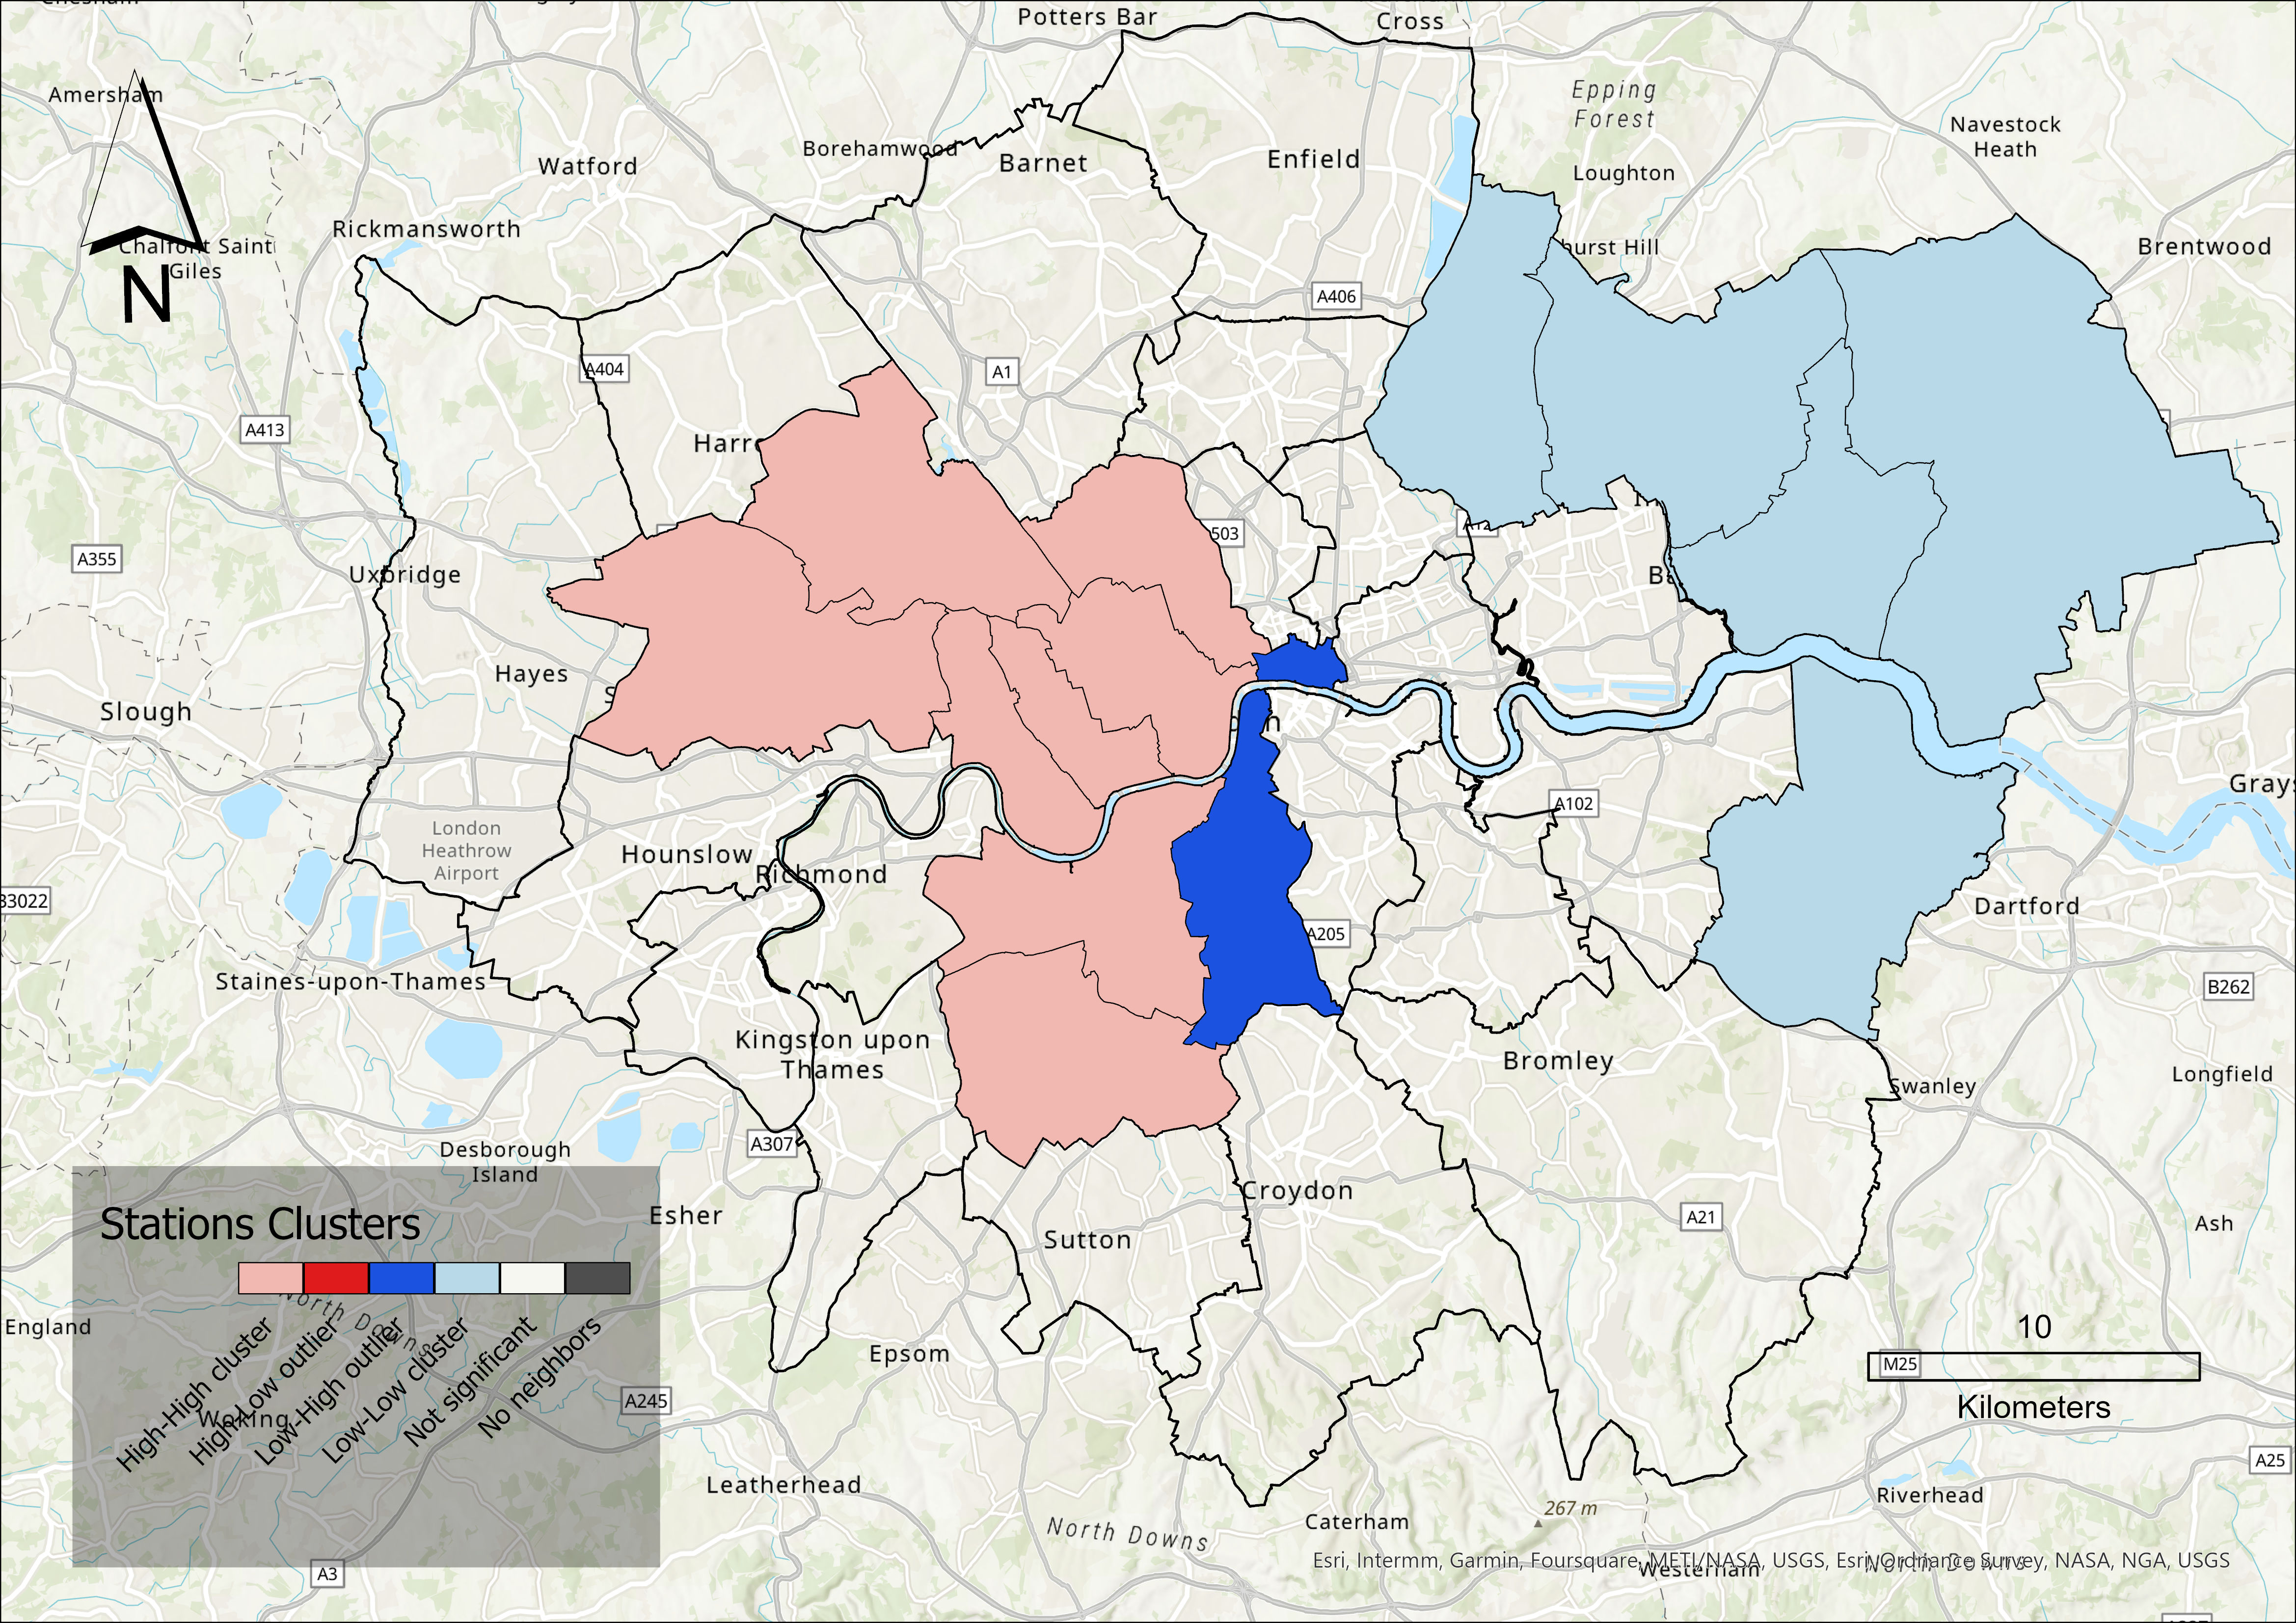 Potters Bar
Cross
Amersham
Epping
Forest
Navestock
Heath
Watford
Borehamwood
Barnet
Enfield
Loughton
Rickmansworth
Chalfont Saint
Giles
hurst Hill
Brentwood
N
A406
A404
A1
A413
Harr
503
A12
A355
Uxbridge
Hayes
Slough
Grays
A102
London
Heathrow
Airport
Hounslow
Richmond
A205
Dartford
B3022
Staines-upon-Thames
B262
Kingston upon
Thames
Bromley
Swanley
Longfield
Desborough
Island
A307
Esher
Croydon
Sutton
A21
Ash
Stations Clusters
High-High cluster
High-Low outlier
Low-High outlier
Low-Low cluster
Not significant
No neighbors
North Downs
Woking
England
Epsom
A245
10
M25
Kilometers
Leatherhead
A25
Riverhead
267 m
North Downs
Caterham
Esri, Intermm, Garmin, Foursquare, METI/NASA, USGS, Esri, Ordnance Survey, NASA, NGA, USGS
Westerham
North Downs
A3